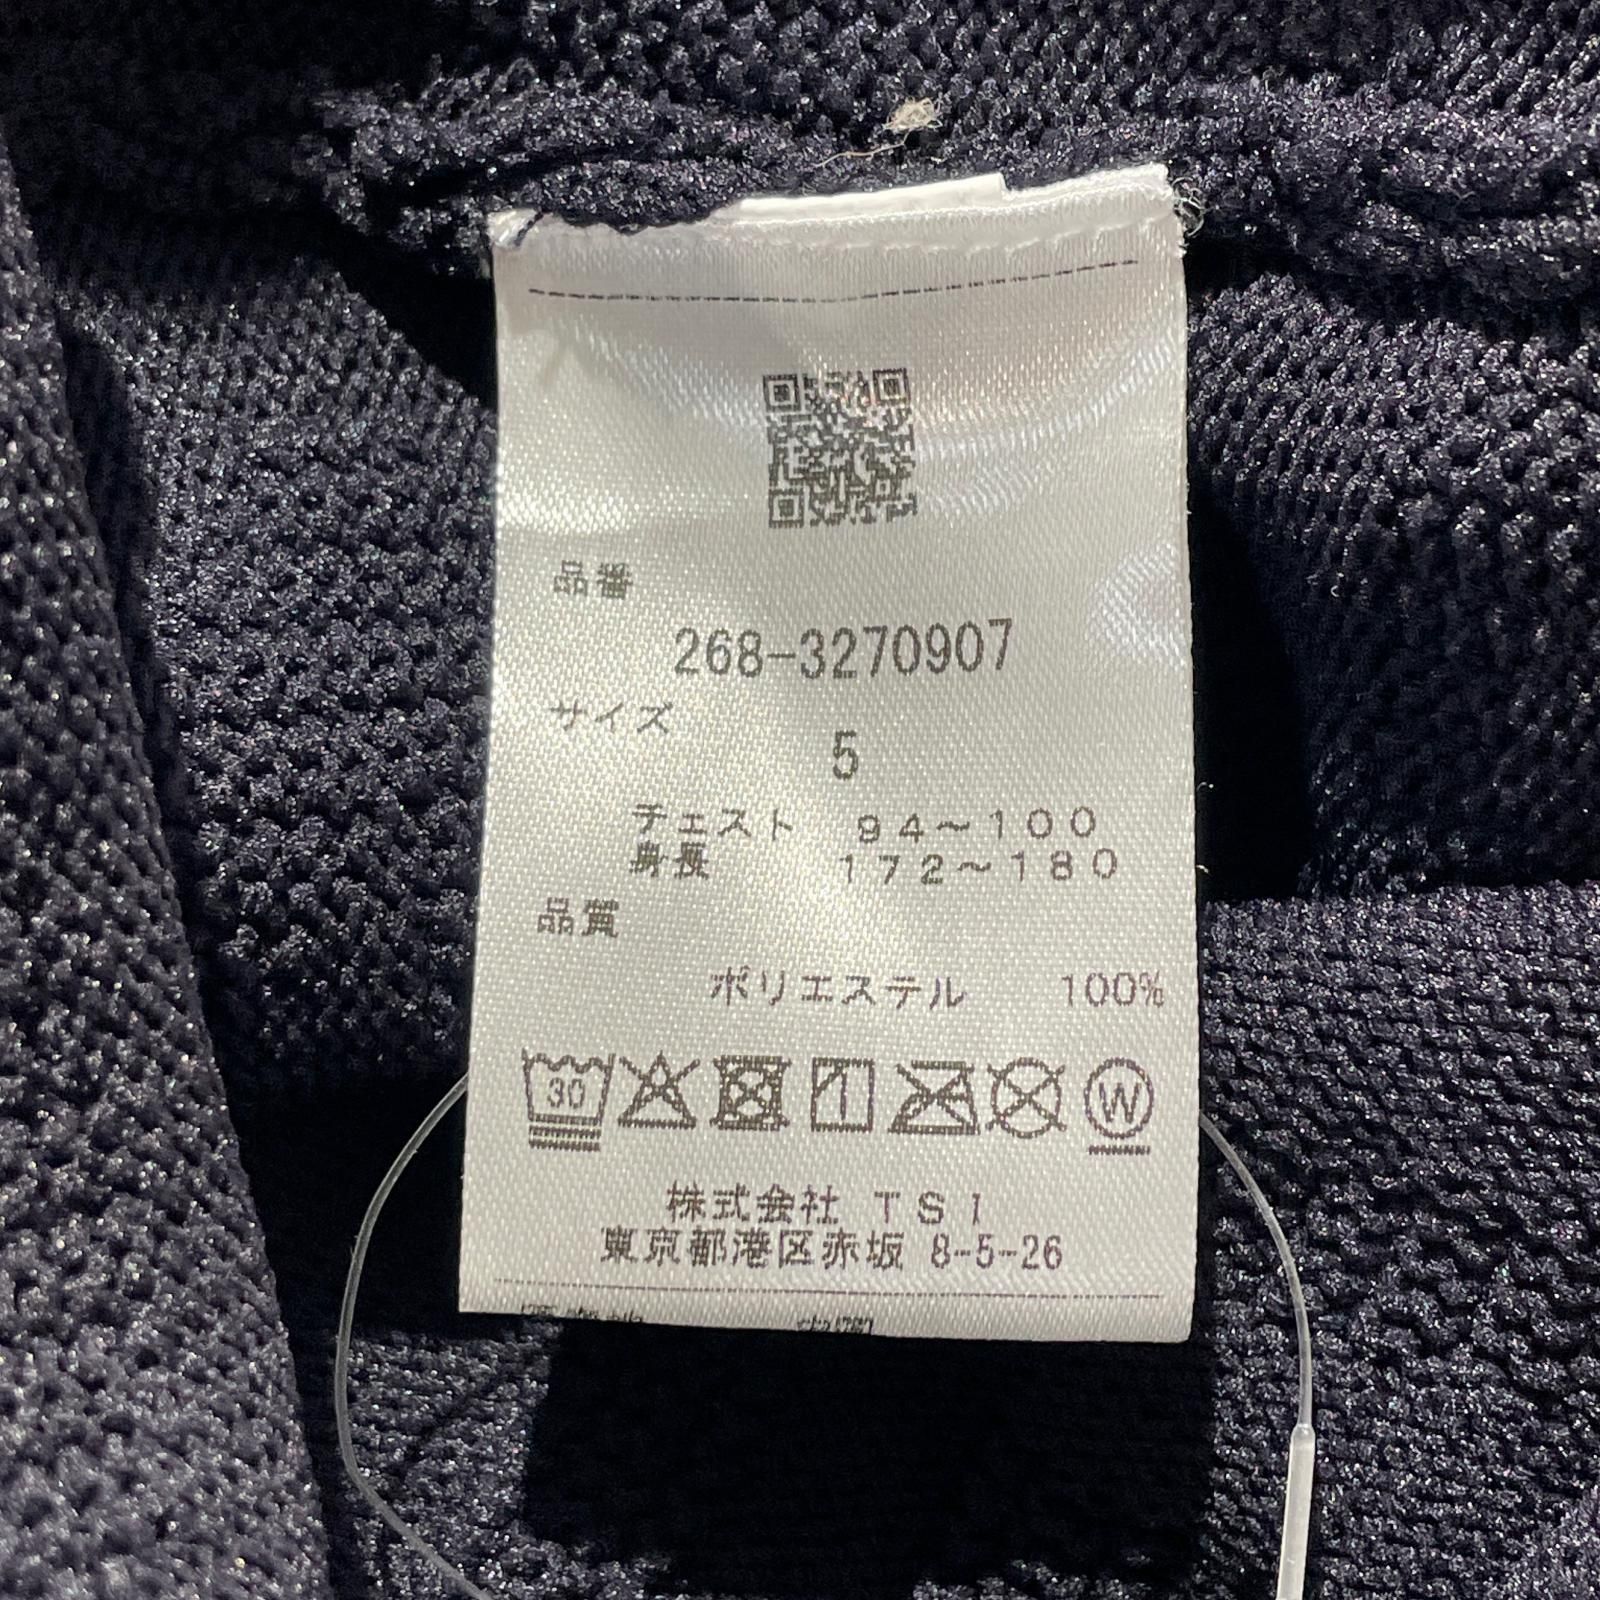 品番
268-3270907
サイズ
5
チェスト 94～100
身長 172～180
品質
ポリエステル 100%
30 W
株式会社 TSI
東京都港区赤坂 8-5-26